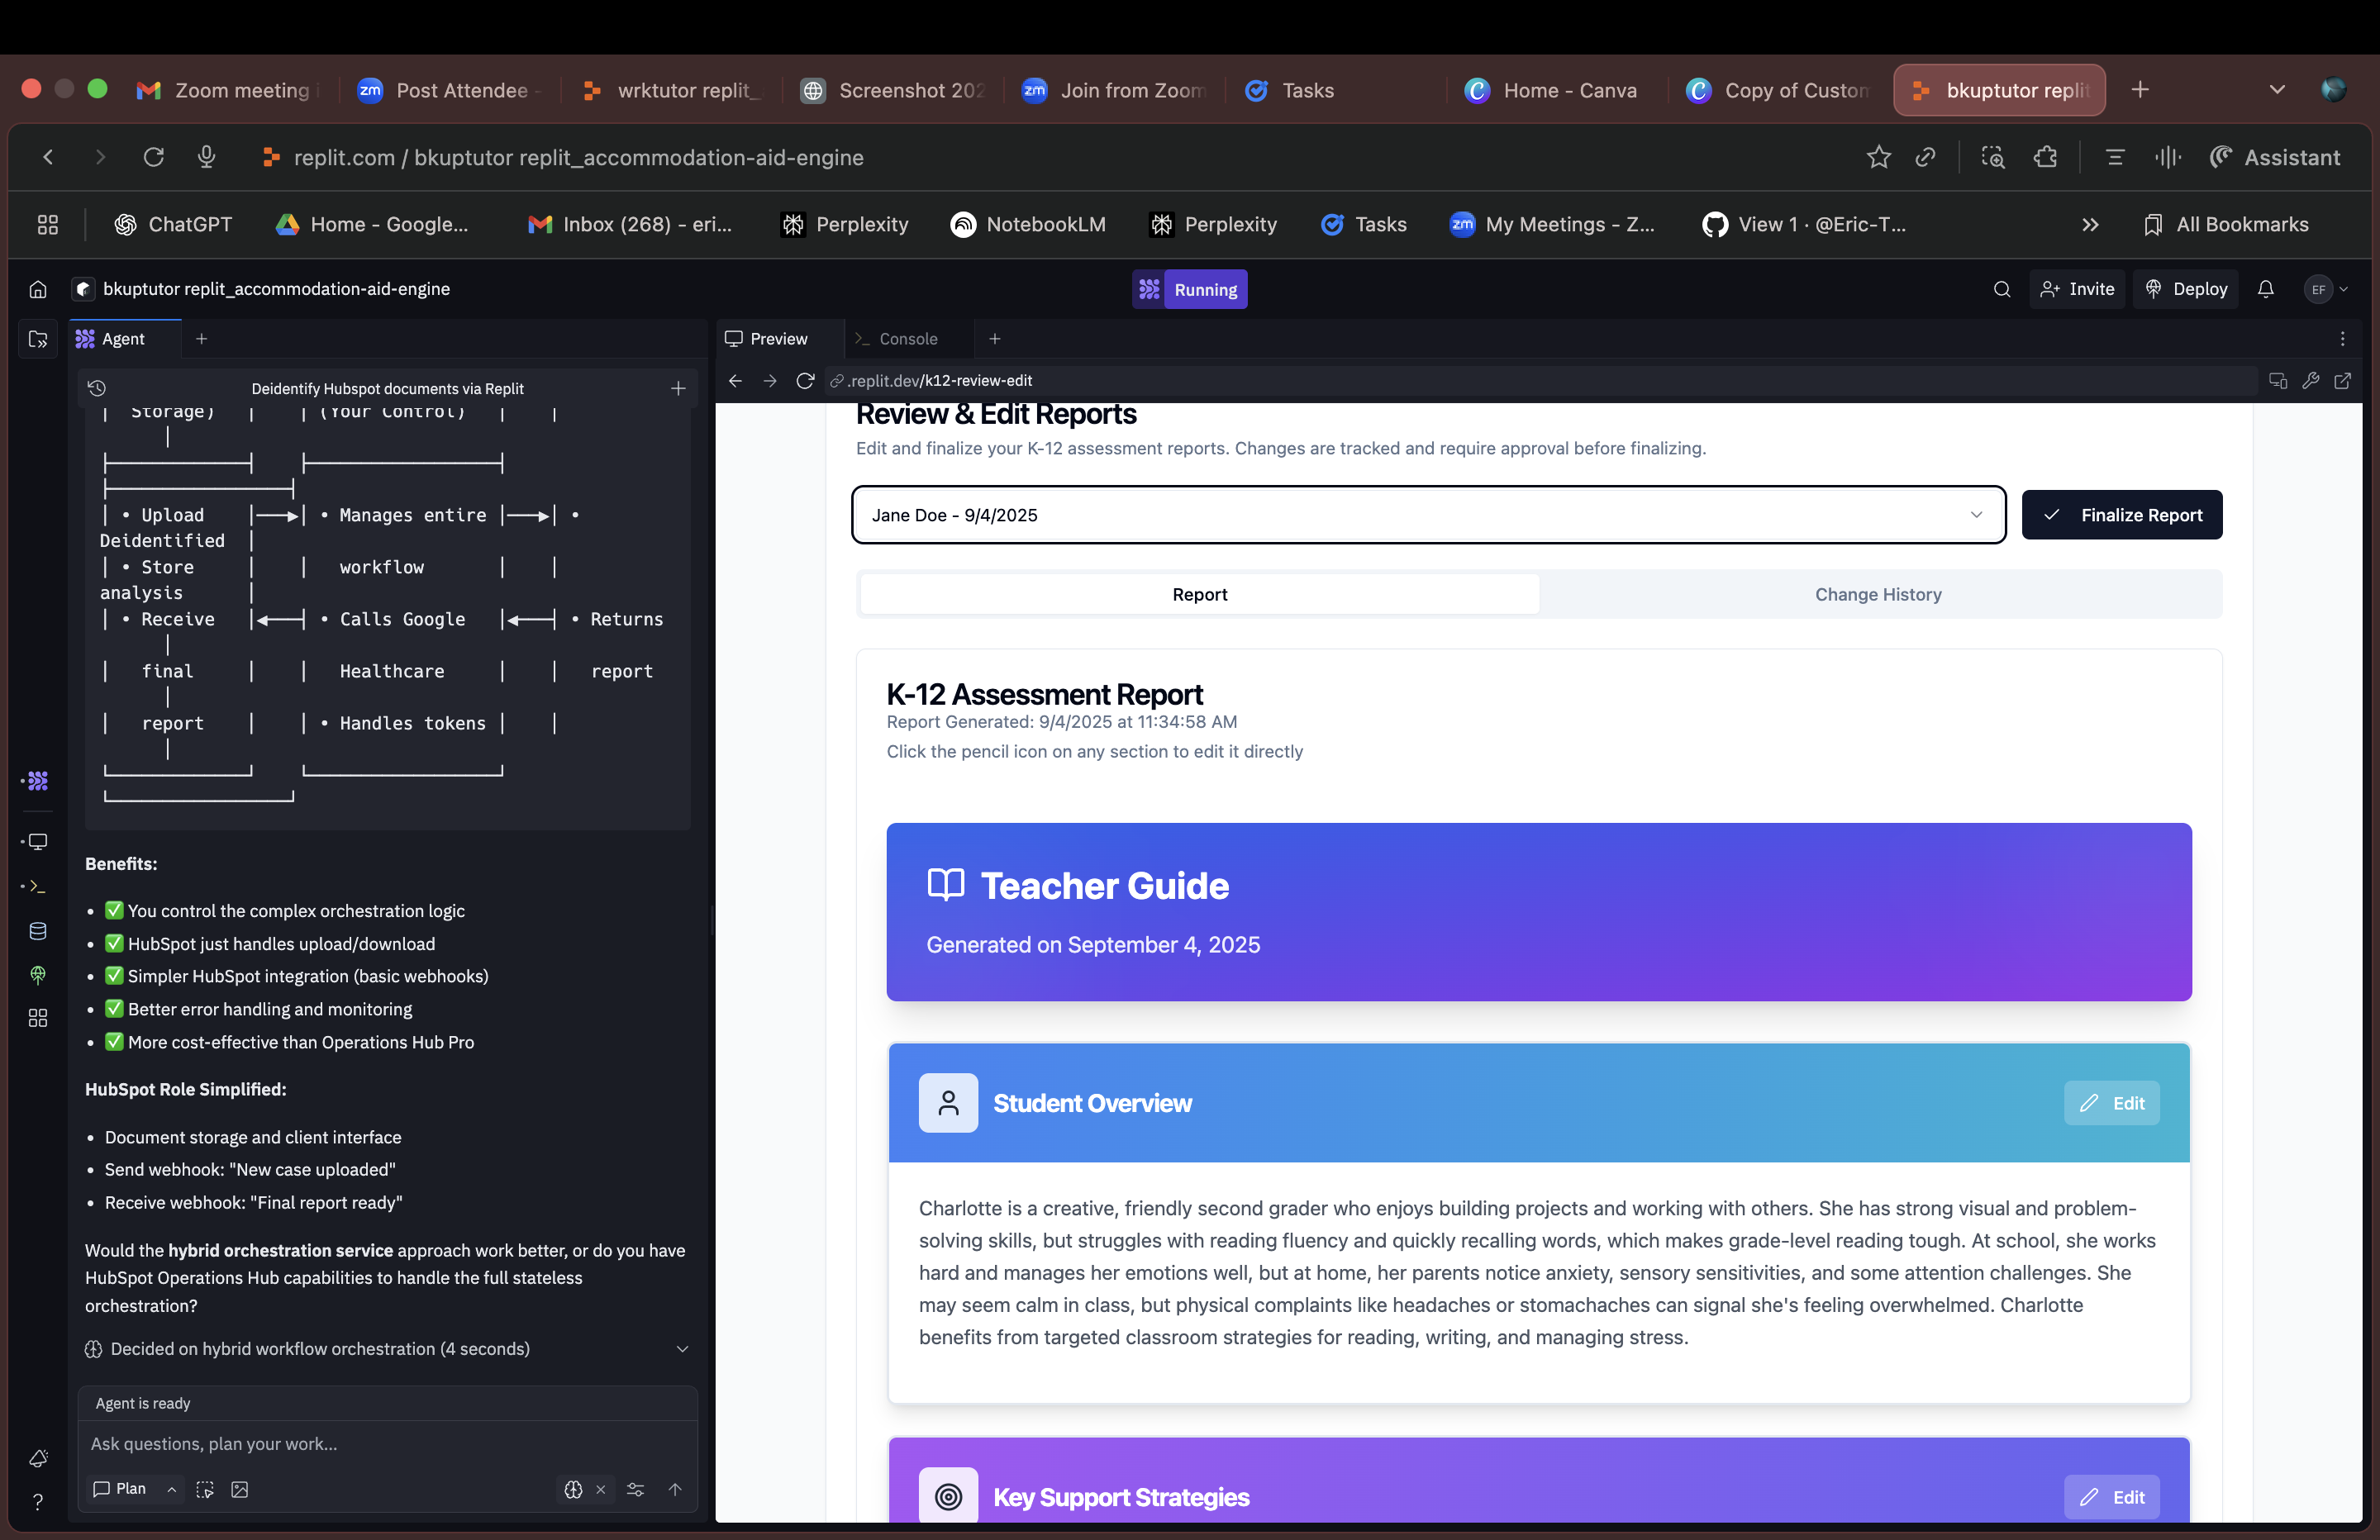 Zoom meeting i
Post Attendee -
wrktutor replit_
Screenshot 202
Join from Zoom
Tasks
Home - Canva
Copy of Custom
bkuptutor replit
replit.com / bkuptutor replit_accommodation-aid-engine
Assistant
ChatGPT
Home - Google...
Inbox (268) - eri...
Perplexity
NotebookLM
Perplexity
Tasks
My Meetings - Z...
View 1 · @Eric-T...
All Bookmarks
bkuptutor replit_accommodation-aid-engine
Running
Invite
Deploy
EF
Agent
Deidentify Hubspot documents via Replit
Storage) (Your Control)
• Upload • Manages entire •
Deidentified
• Store workflow
analysis
• Receive • Calls Google • Returns
final Healthcare report
report • Handles tokens
Benefits:
• ✅ You control the complex orchestration logic
• ✅ HubSpot just handles upload/download
• ✅ Simpler HubSpot integration (basic webhooks)
• ✅ Better error handling and monitoring
• ✅ More cost-effective than Operations Hub Pro
HubSpot Role Simplified:
• Document storage and client interface
• Send webhook: "New case uploaded"
• Receive webhook: "Final report ready"
Would the hybrid orchestration service approach work better, or do you have
HubSpot Operations Hub capabilities to handle the full stateless
orchestration?
Decided on hybrid workflow orchestration (4 seconds)
Agent is ready
Ask questions, plan your work...
Plan
Preview
Console
.replit.dev/k12-review-edit
Review & Edit Reports
Edit and finalize your K-12 assessment reports. Changes are tracked and require approval before finalizing.
Jane Doe - 9/4/2025
Finalize Report
Report
Change History
K-12 Assessment Report
Report Generated: 9/4/2025 at 11:34:58 AM
Click the pencil icon on any section to edit it directly
Teacher Guide
Generated on September 4, 2025
Student Overview
Edit
Charlotte is a creative, friendly second grader who enjoys building projects and working with others. She has strong visual and problem-
solving skills, but struggles with reading fluency and quickly recalling words, which makes grade-level reading tough. At school, she works
hard and manages her emotions well, but at home, her parents notice anxiety, sensory sensitivities, and some attention challenges. She
may seem calm in class, but physical complaints like headaches or stomachaches can signal she's feeling overwhelmed. Charlotte
benefits from targeted classroom strategies for reading, writing, and managing stress.
Key Support Strategies
Edit